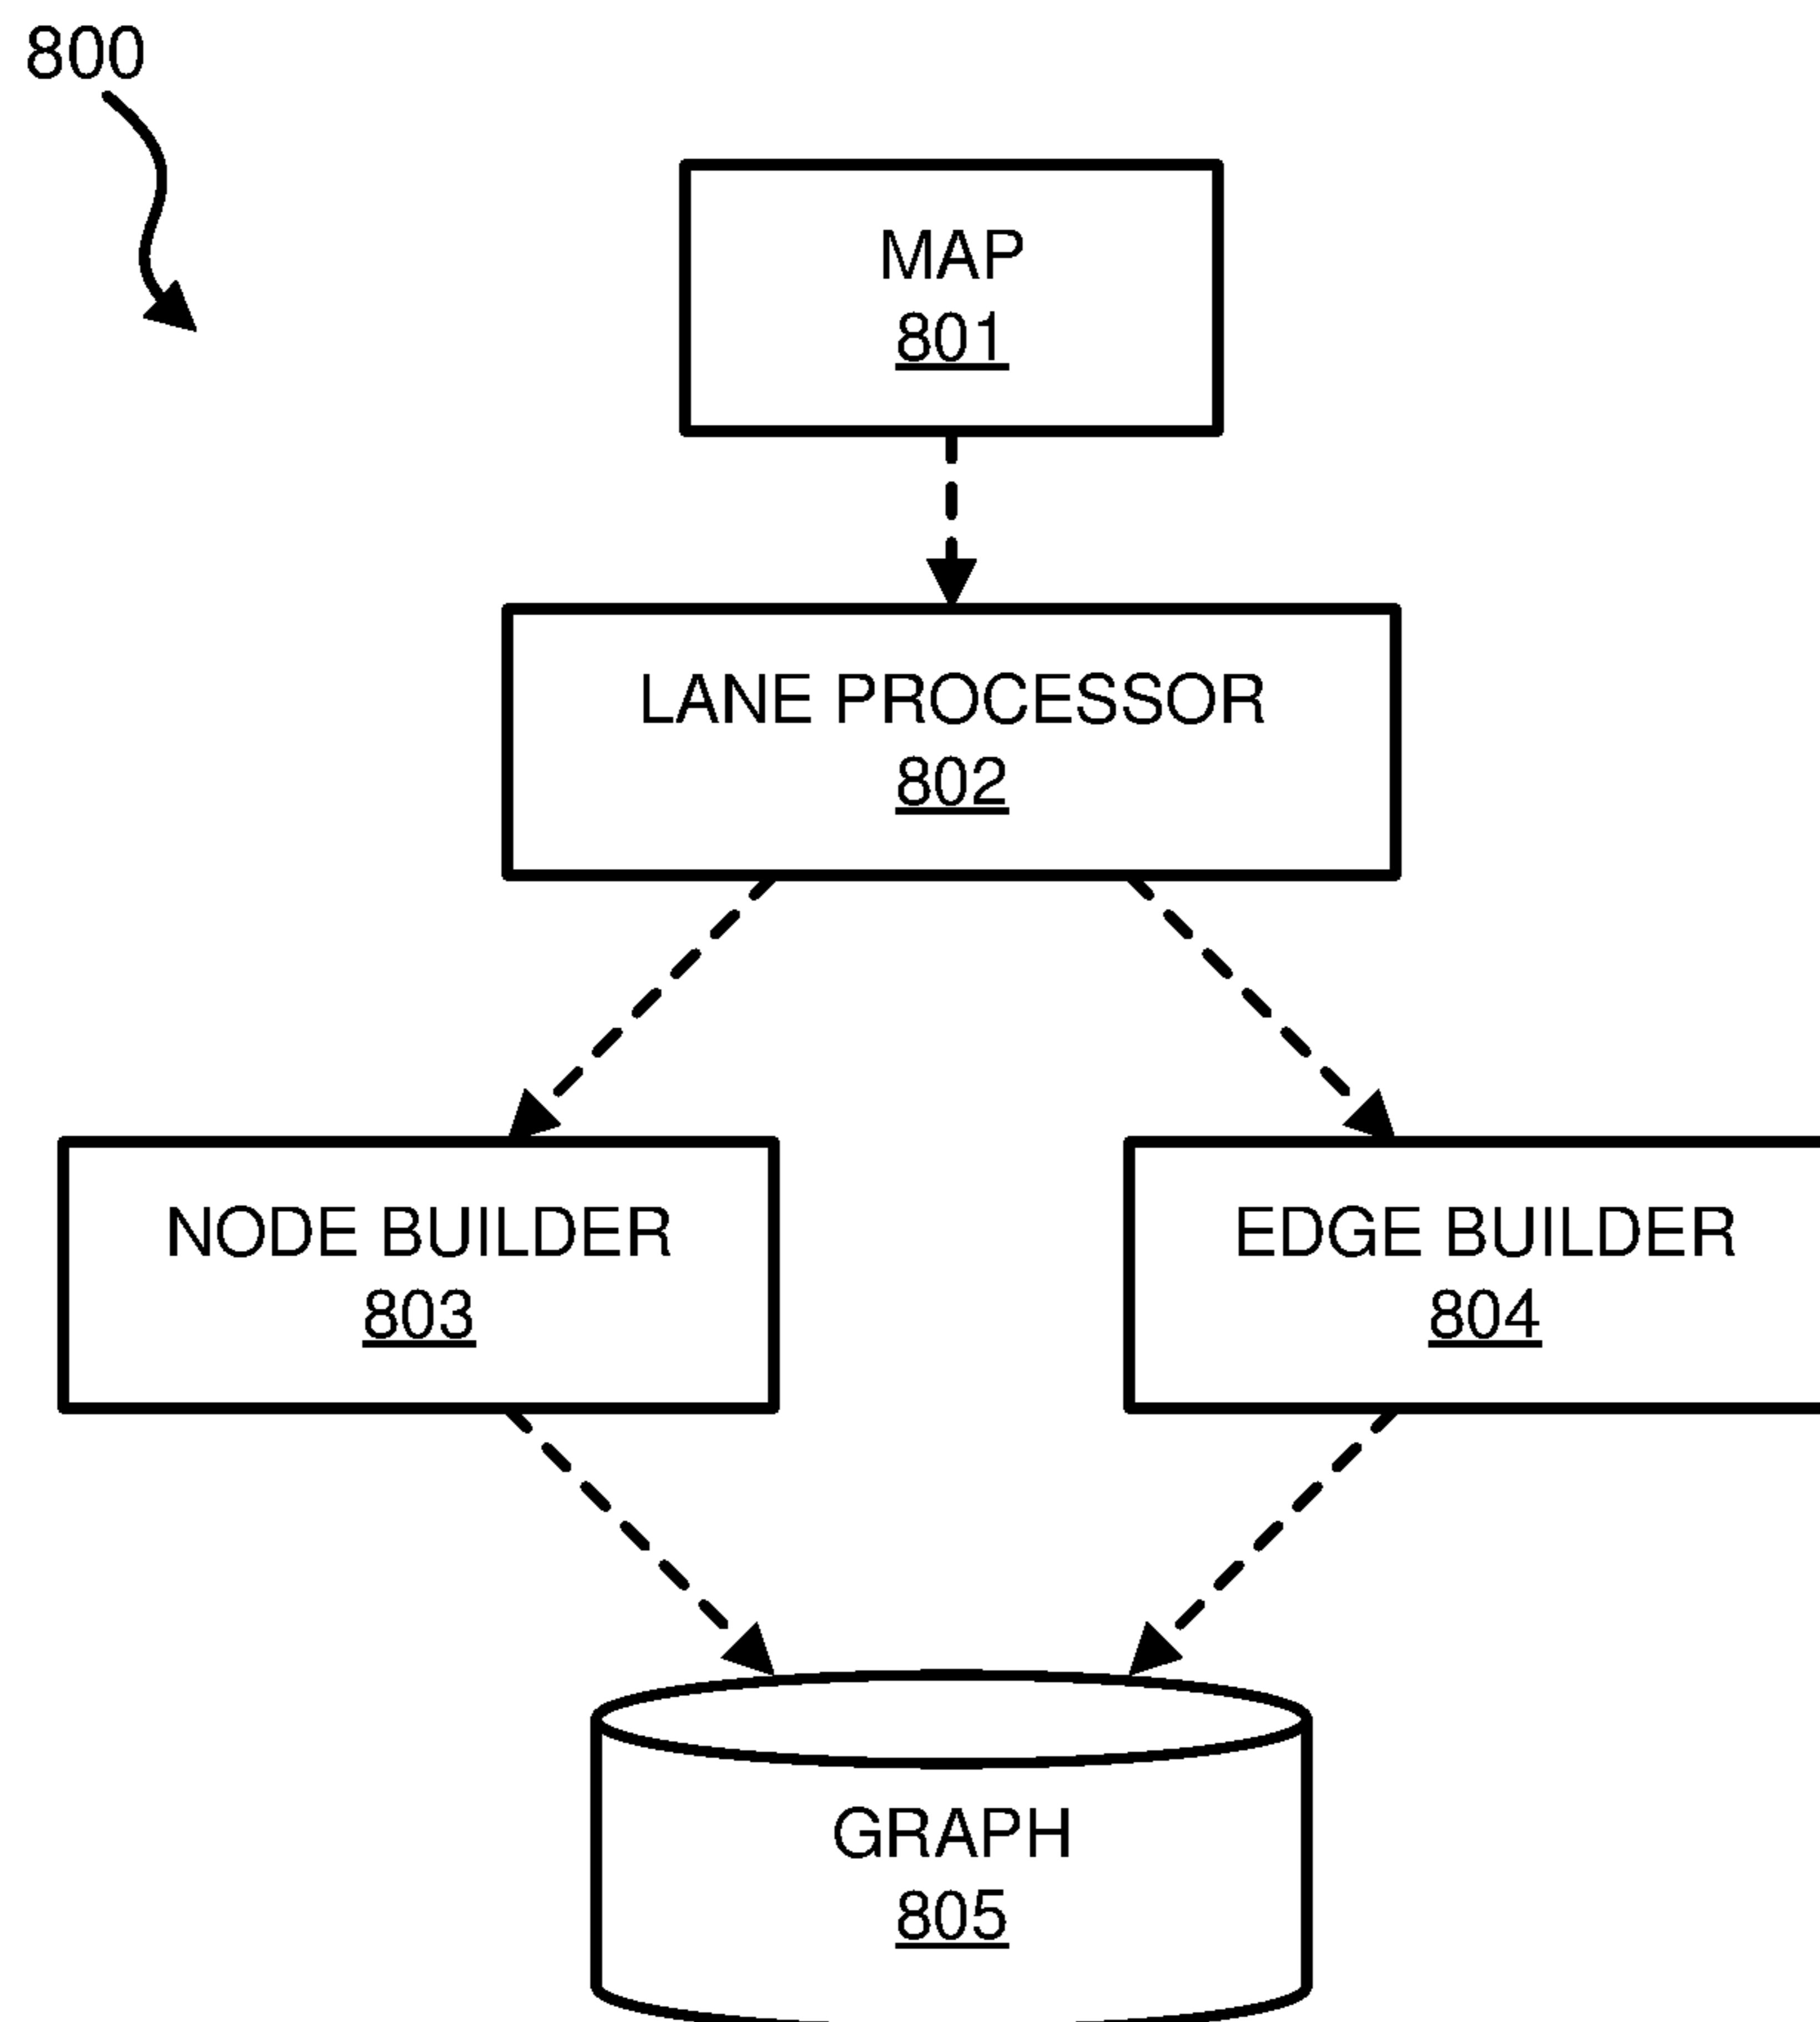 800
MAP
801
LANE PROCESSOR
802
NODE BUILDER
803
EDGE BUILDER
804
GRAPH
805